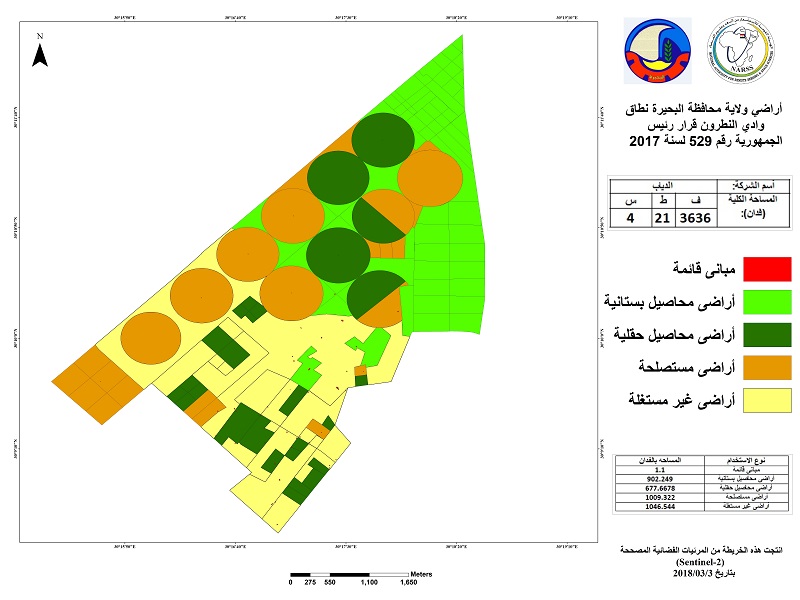 N
NARSS
أراضي ولاية محافظة البحيرة نطاق
وادي النطرون قرار رئيس
الجمهورية رقم 529 لسنة 2017
أسم الشركة: الدياب
المساحة الكلية (فدان): ف ط س
3636 21 4
مبانى قائمة
أراضى محاصيل بستانية
أراضى محاصيل حقلية
أراضى مستصلحة
أراضى غير مستغلة
نوع الاستخدام المساحه بالفدان
مبانى قائمة 1.1
أراضى محاصيل بستانية 902.249
أراضى محاصيل حقلية 677.6678
اراضى مستصلحه 1009.322
اراضى غير مستغلة 1046.544
انتجت هذه الخريطة من المرئيات الفضائية المصححة
(Sentinel-2)
بتاريخ 2018/03/3
0 275 550 1,100 1,650 Meters